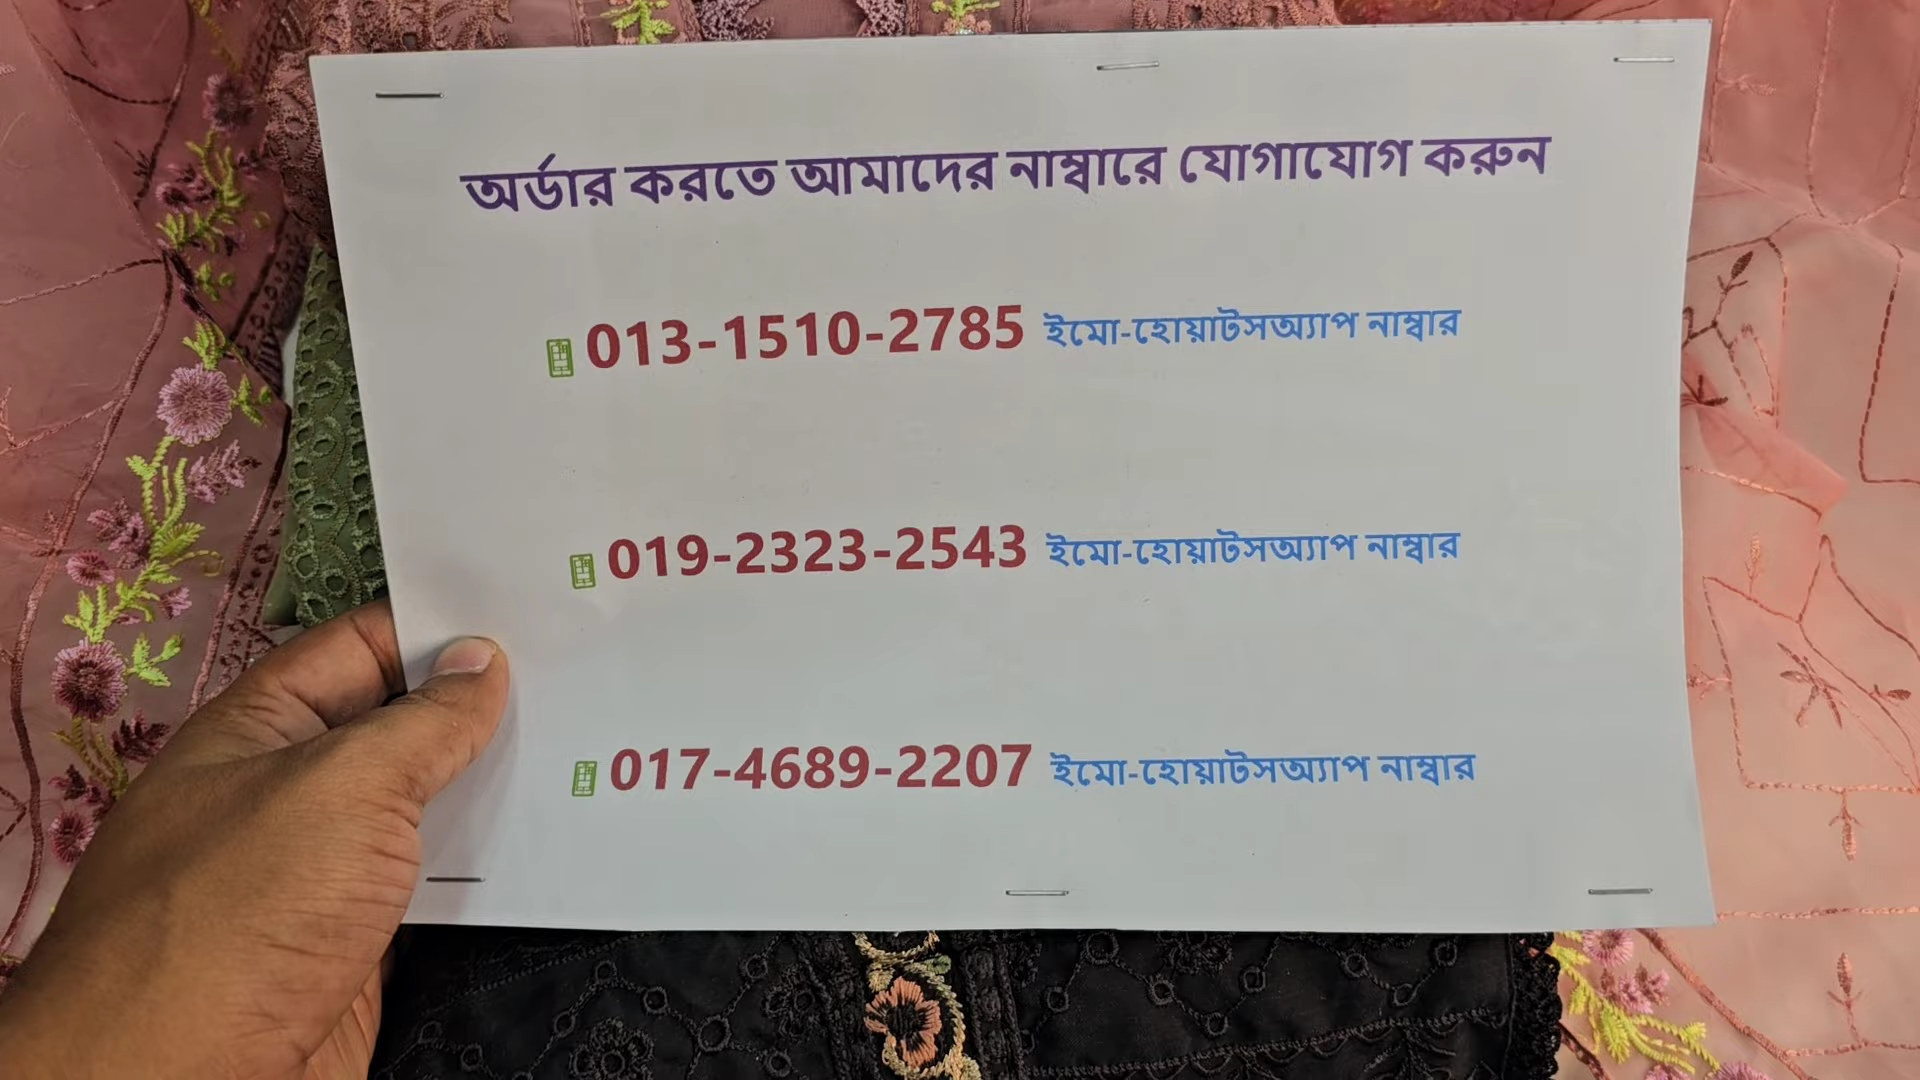 অর্ডার করতে আমাদের নাম্বারে যোগাযোগ করুন
013-1510-2785 ইমো-হোয়াটসঅ্যাপ নাম্বার
019-2323-2543 ইমো-হোয়াটসঅ্যাপ নাম্বার
017-4689-2207 ইমো-হোয়াটসঅ্যাপ নাম্বার